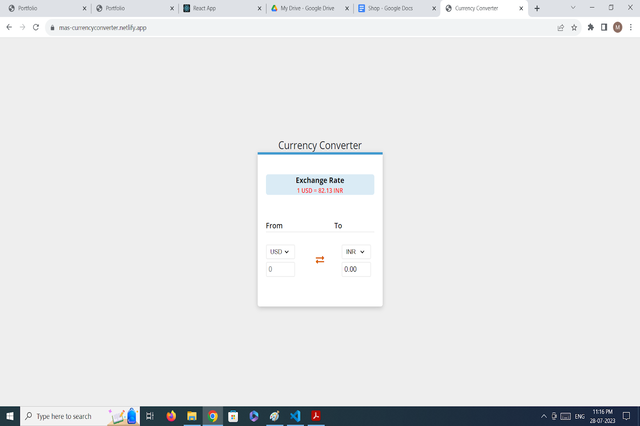 Portfolio
Portfolio
React App
My Drive - Google Drive
Shop - Google Docs
Currency Converter
mas-currencyconverter.netlify.app
M
Currency Converter
Exchange Rate
1 USD = 82.13 INR
From To
USD INR
0 0.00
Type here to search
ENG
11:16 PM
28-07-2023